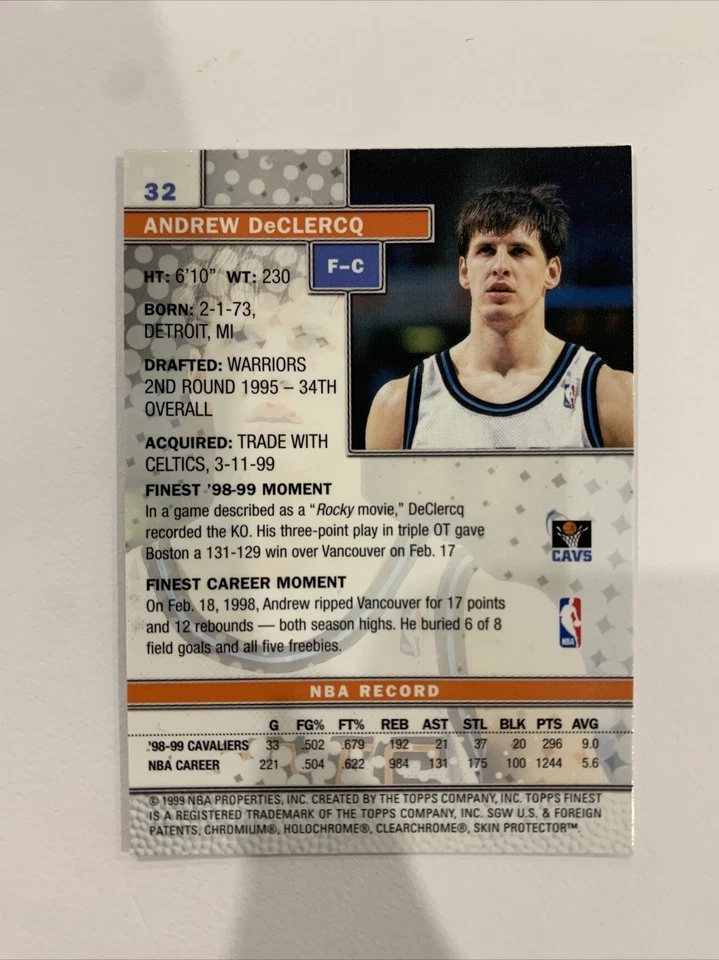 32
ANDREW DeCLERCQ
F-C
HT: 6'10" WT: 230
BORN: 2-1-73,
DETROIT, MI
DRAFTED: WARRIORS
2ND ROUND 1995 – 34TH
OVERALL
ACQUIRED: TRADE WITH
CELTICS, 3-11-99
FINEST '98-99 MOMENT
In a game described as a "Rocky movie," DeClercq
recorded the KO. His three-point play in triple OT gave
Boston a 131-129 win over Vancouver on Feb. 17
CAVS
FINEST CAREER MOMENT
On Feb. 18, 1998, Andrew ripped Vancouver for 17 points
and 12 rebounds — both season highs. He buried 6 of 8
field goals and all five freebies.
NBA
NBA RECORD
G FG% FT% REB AST STL BLK PTS AVG
'98-99 CAVALIERS 33 .502 .679 192 21 37 20 296 9.0
NBA CAREER 221 .504 .622 984 131 175 100 1244 5.6
© 1999 NBA PROPERTIES, INC. CREATED BY THE TOPPS COMPANY, INC. TOPPS FINEST
IS A REGISTERED TRADEMARK OF THE TOPPS COMPANY, INC. SGW U.S. & FOREIGN
PATENTS, CHROMIUM®, HOLOCHROME®, CLEARCHROME®, SKIN PROTECTOR™.